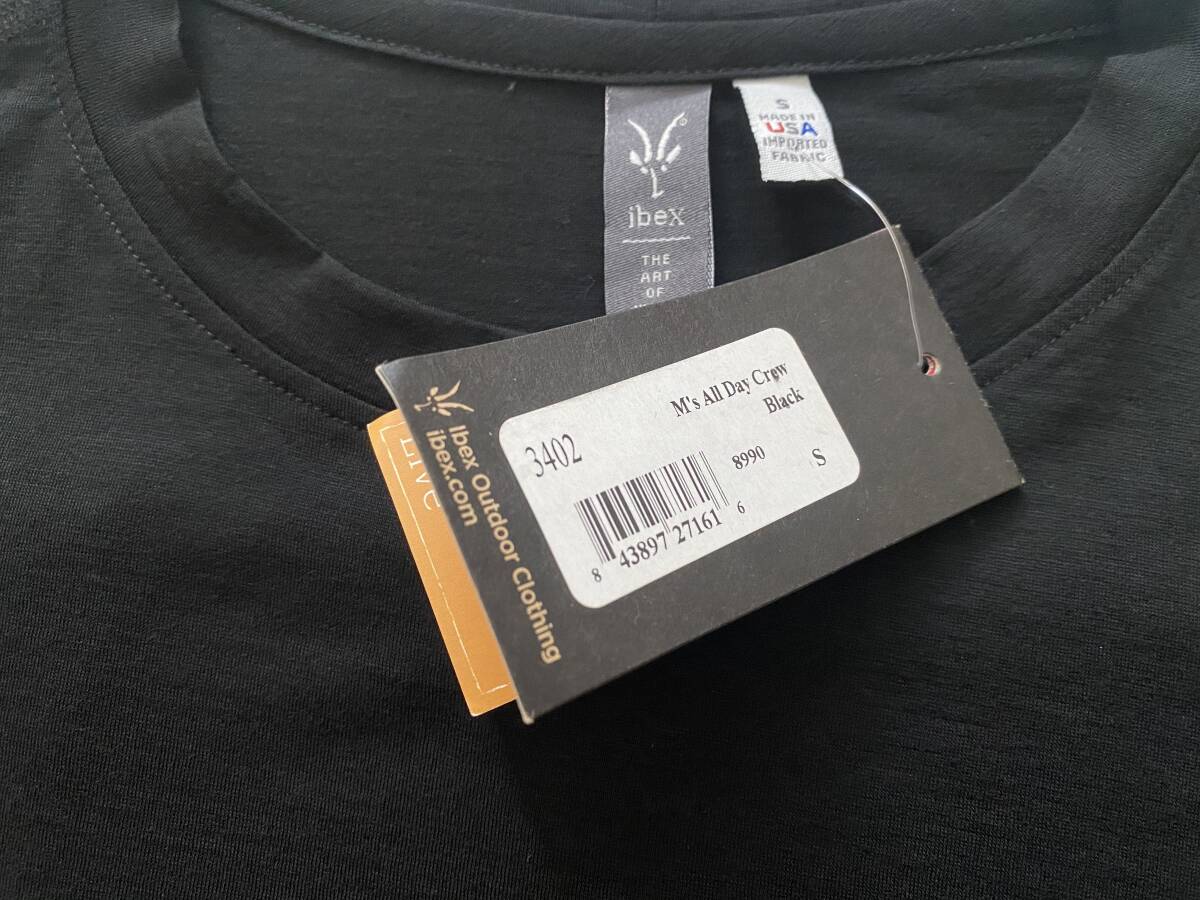 S
MADE IN
USA
IMPORTED
FABRIC
ibex
THE
ART
OF
M's All Day Crew
Black
3402
8990
S
8 43897 27161 6
Ibex Outdoor Clothing
ibex.com
Live